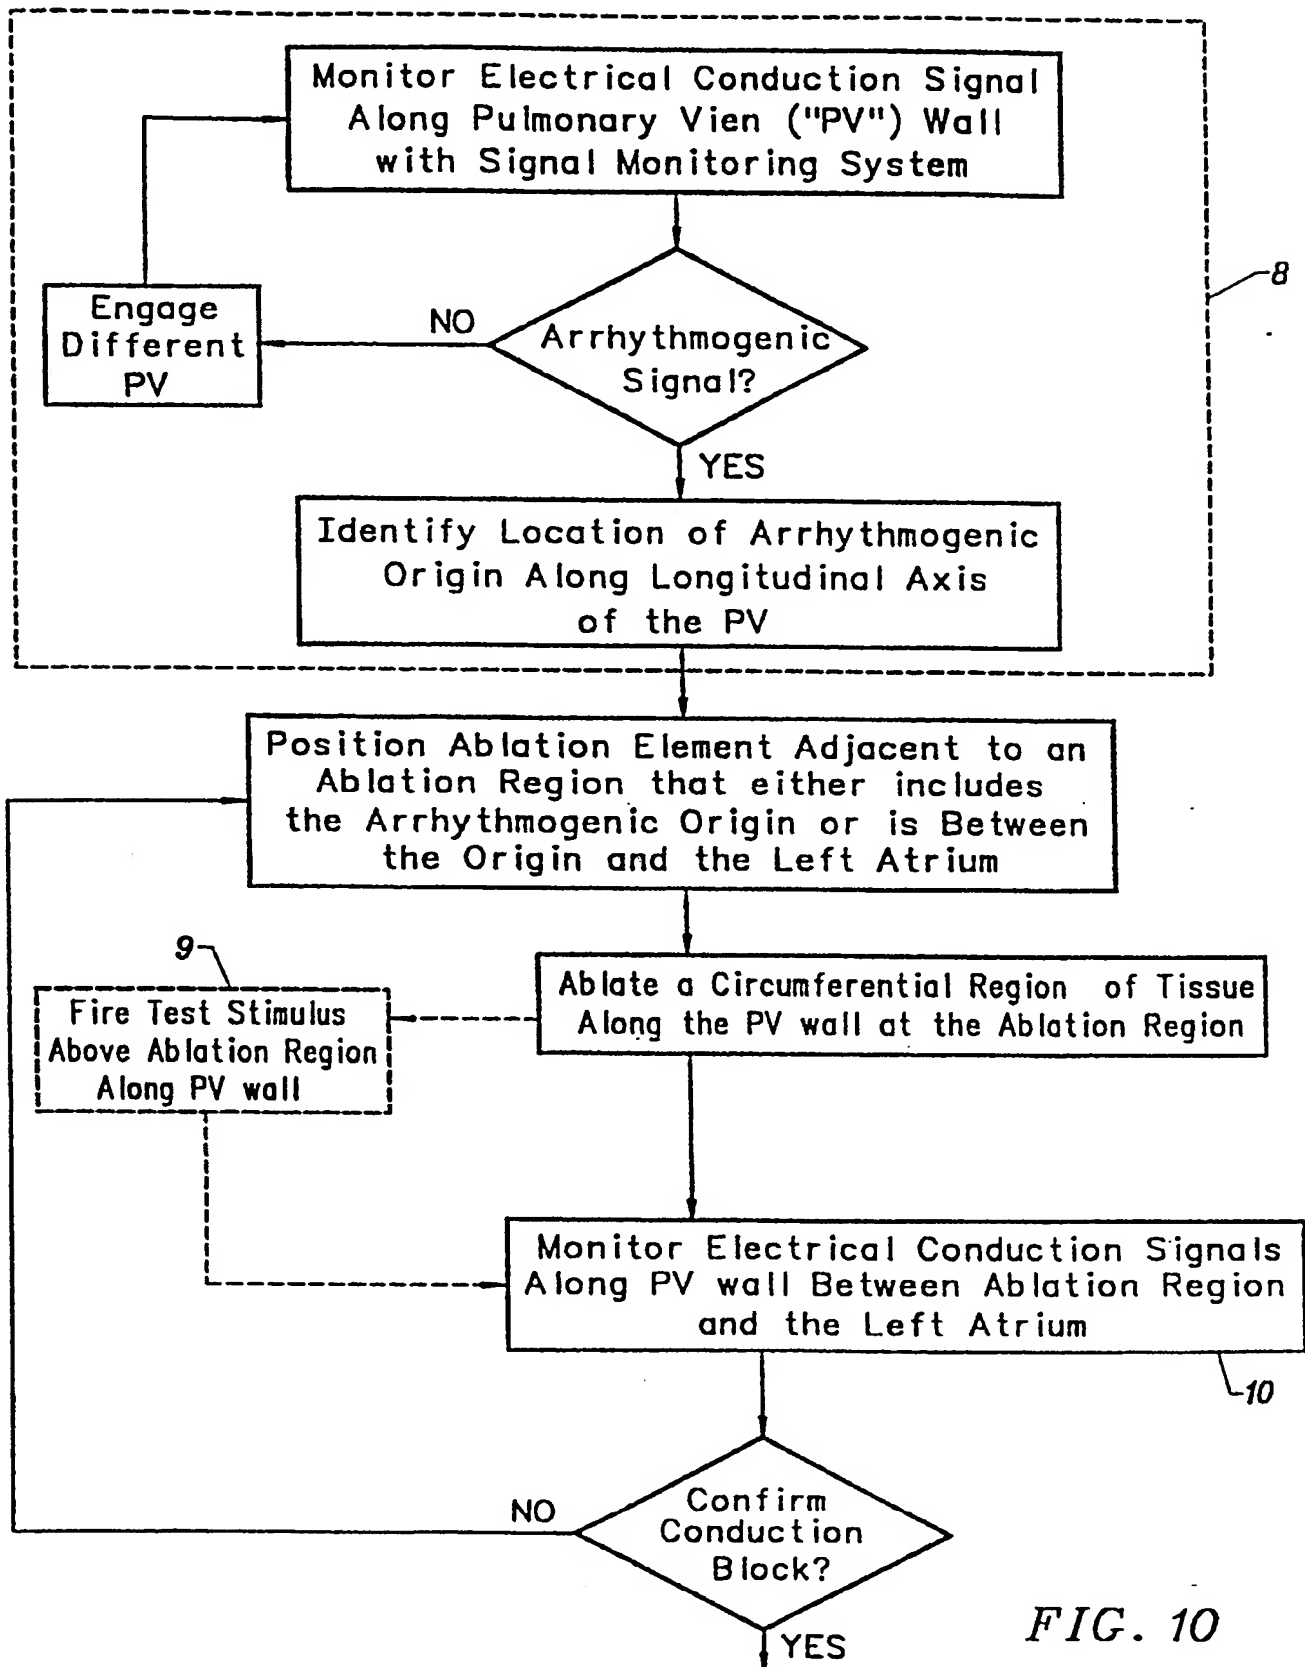 Monitor Electrical Conduction Signal
Along Pulmonary Vien ("PV") Wall
with Signal Monitoring System
8
Engage
Different
PV
NO
Arrhythmogenic
Signal?
YES
Identify Location of Arrhythmogenic
Origin Along Longitudinal Axis
of the PV
Position Ablation Element Adjacent to an
Ablation Region that either includes
the Arrhythmogenic Origin or is Between
the Origin and the Left Atrium
9
Fire Test Stimulus
Above Ablation Region
Along PV wall
Ablate a Circumferential Region of Tissue
Along the PV wall at the Ablation Region
Monitor Electrical Conduction Signals
Along PV wall Between Ablation Region
and the Left Atrium
10
NO
Confirm
Conduction
Block?
YES
FIG. 10